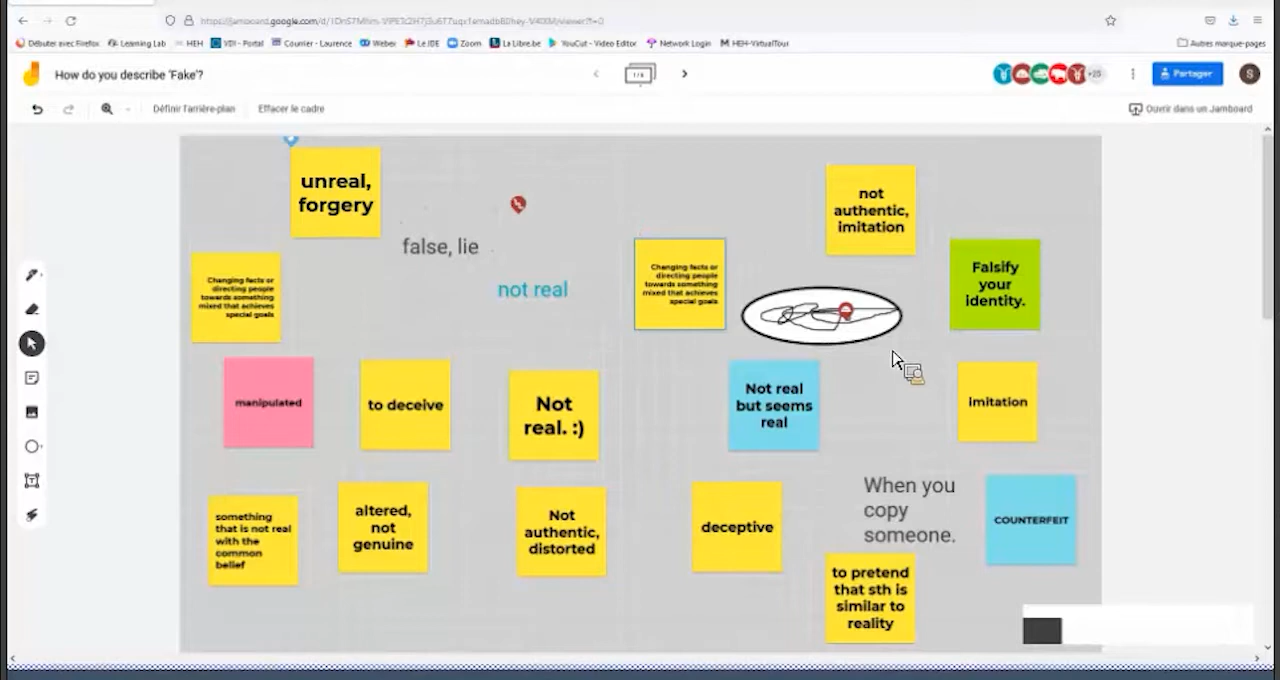 How do you describe 'Fake'?
1/8
+25
Partager
S
Définir l'arrière-plan
Effacer le cadre
Ouvrir dans un Jamboard
Débuter avec Firefox
Learning Lab
HEH
VDI - Portal
Courrier - Laurence
Webex
Le JDE
Zoom
La Libre.be
YouCut - Video Editor
Network Login
M HEH-VirtualTour
Autres marque-pages
unreal,
forgery
false, lie
not real
not
authentic,
imitation
Changing facts or
directing people
towards something
mixed that achieves
special goals
Changing facts or
directing people
towards something
mixed that achieves
special goals
Falsify
your
identity.
manipulated
to deceive
Not
real. :)
Not real
but seems
real
imitation
something
that is not real
with the
common
belief
altered,
not
genuine
Not
authentic,
distorted
deceptive
When you
copy
someone.
COUNTERFEIT
to pretend
that sth is
similar to
reality